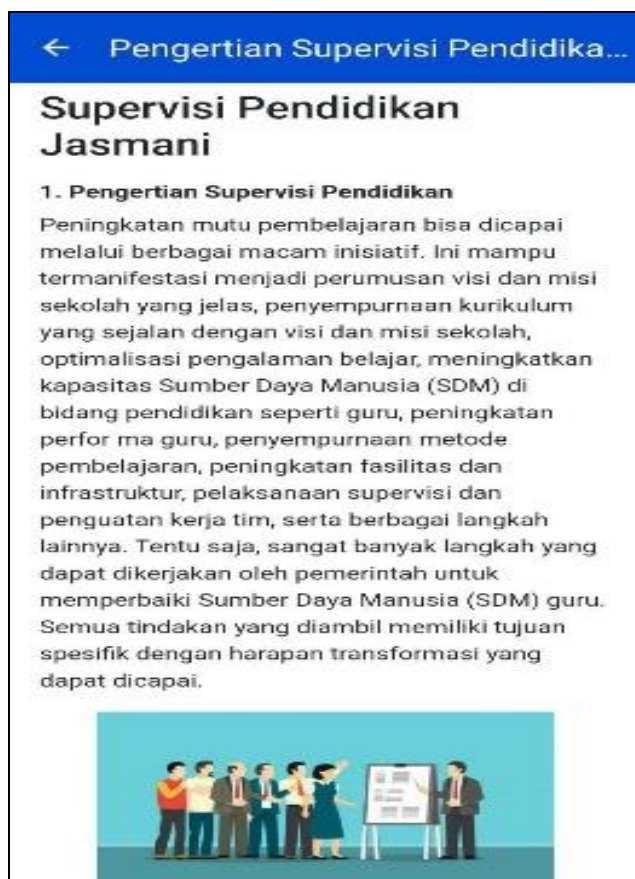 ← Pengertian Supervisi Pendidika...
Supervisi Pendidikan
Jasmani
1. Pengertian Supervisi Pendidikan
Peningkatan mutu pembelajaran bisa dicapai
melalui berbagai macam inisiatif. Ini mampu
termanifestasi menjadi perumusan visi dan misi
sekolah yang jelas, penyempurnaan kurikulum
yang sejalan dengan visi dan misi sekolah,
optimalisasi pengalaman belajar, meningkatkan
kapasitas Sumber Daya Manusia (SDM) di
bidang pendidikan seperti guru, peningkatan
perfor ma guru, penyempurnaan metode
pembelajaran, peningkatan fasilitas dan
infrastruktur, pelaksanaan supervisi dan
penguatan kerja tim, serta berbagai langkah
lainnya. Tentu saja, sangat banyak langkah yang
dapat dikerjakan oleh pemerintah untuk
memperbaiki Sumber Daya Manusia (SDM) guru.
Semua tindakan yang diambil memiliki tujuan
spesifik dengan harapan transformasi yang
dapat dicapai.